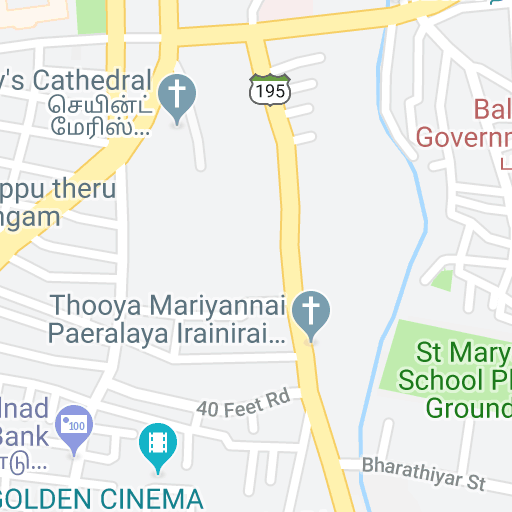 y's Cathedral
செயின்ட்
மேரிஸ்...
195
Bal
Governm
ப
ppu theru
ngam
Thooya Mariyannai
Paeralaya Irainirai...
St Mary
School Pl
Ground
40 Feet Rd
lnad
Bank
ாடு...
100
GOLDEN CINEMA
Bharathiyar St